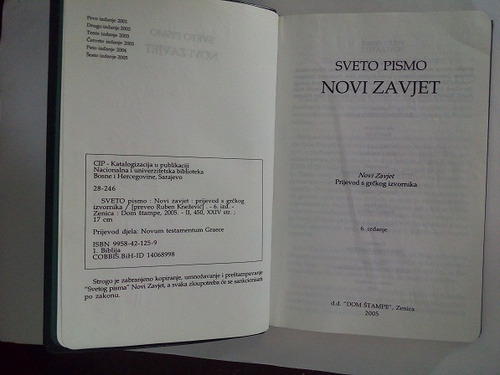 Prvo izdanje 2001
Drugo izdanje 2002
Treće izdanje 2003
Četvrto izdanje 2003
Peto izdanje 2004
Šesto izdanje 2005
CIP - Katalogizacija u publikaciji
Nacionalna i univerzitetska biblioteka
Bosne i Hercegovine, Sarajevo
28-246
SVETO pismo : Novi zavjet : prijevod s grčkog
izvornika / [preveo Ruben Knežević] . - 6. izd. -
Zenica : Dom štampe, 2005. - II, 450, XXIV str. ;
17 cm
Prijevod djela: Novum testamentum Graece
ISBN 9958-42-125-9
1. Biblija
COBBIS.BiH-ID 14068998
Strogo je zabranjeno kopiranje, umnožavanje i preštampavanje
"Svetog pisma" Novi Zavjet, a svaka zloupotreba će se sankcionisati
po zakonu.
SVETO PISMO
NOVI ZAVJET
Novi Zavjet
Prijevod s grčkog izvornika
6. izdanje
d.d. "DOM ŠTAMPE", Zenica
2005